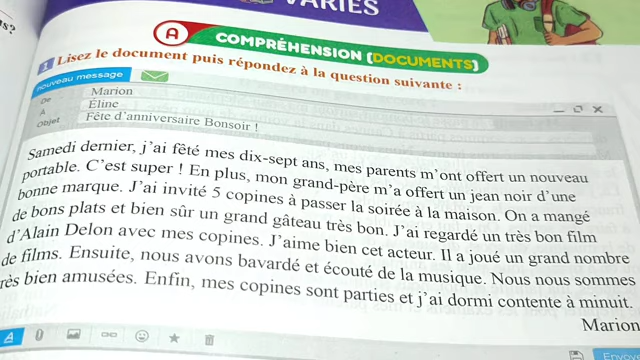 VARIÉS
A COMPRÉHENSION (DOCUMENTS)
1 Lisez le document puis répondez à la question suivante :
nouveau message
De Marion
A Éline
Objet Fête d'anniversaire Bonsoir !
Samedi dernier, j'ai fêté mes dix-sept ans, mes parents m'ont offert un nouveau
portable. C'est super ! En plus, mon grand-père m'a offert un jean noir d'une
bonne marque. J'ai invité 5 copines à passer la soirée à la maison. On a mangé
de bons plats et bien sûr un grand gâteau très bon. J'ai regardé un très bon film
d'Alain Delon avec mes copines. J'aime bien cet acteur. Il a joué un grand nombre
de films. Ensuite, nous avons bavardé et écouté de la musique. Nous nous sommes
rès bien amusées. Enfin, mes copines sont parties et j'ai dormi contente à minuit.
Marion
A
Envoye